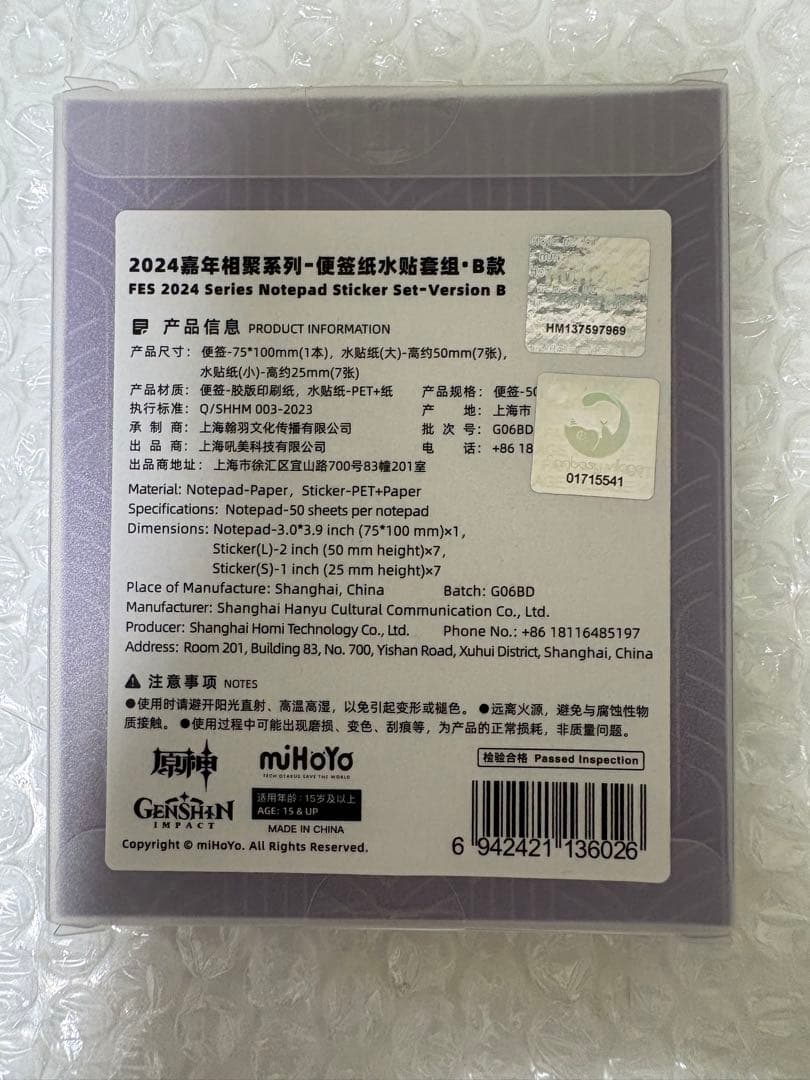 2024嘉年相聚系列-便签纸水贴套组·B款
FES 2024 Series Notepad Sticker Set-Version B
HM137597969
产品信息 PRODUCT INFORMATION
产品尺寸: 便签-75*100mm(1本), 水贴纸(大)-高约50mm(7张),
水贴纸(小)-高约25mm(7张)
产品材质: 便签-胶版印刷纸, 水贴纸-PET+纸 产品规格: 便签-50
执行标准: Q/SHHM 003-2023 产 地: 上海市
承 制 商: 上海翰羽文化传播有限公司 批 次 号: G06BD
出 品 商: 上海吼美科技有限公司 电 话: +86 18
出品商地址: 上海市徐汇区宜山路700号83幢201室
01715541
Material: Notepad-Paper, Sticker-PET+Paper
Specifications: Notepad-50 sheets per notepad
Dimensions: Notepad-3.0*3.9 inch (75*100 mm)×1,
Sticker(L)-2 inch (50 mm height)×7,
Sticker(S)-1 inch (25 mm height)×7
Place of Manufacture: Shanghai, China Batch: G06BD
Manufacturer: Shanghai Hanyu Cultural Communication Co., Ltd.
Producer: Shanghai Homi Technology Co., Ltd. Phone No.: +86 18116485197
Address: Room 201, Building 83, No. 700, Yishan Road, Xuhui District, Shanghai, China
注意事项 NOTES
●使用时请避开阳光直射、高温高湿, 以免引起变形或褪色。 ●远离火源, 避免与腐蚀性物
质接触。 ●使用过程中可能出现磨损、变色、刮痕等, 为产品的正常损耗, 非质量问题。
原神
miHoYo
TECH OTAKUS SAVE THE WORLD
检验合格 Passed Inspection
GENSHIN
IMPACT
适用年龄: 15岁及以上
AGE: 15 & UP
MADE IN CHINA
Copyright © miHoYo. All Rights Reserved.
6 942421 136026